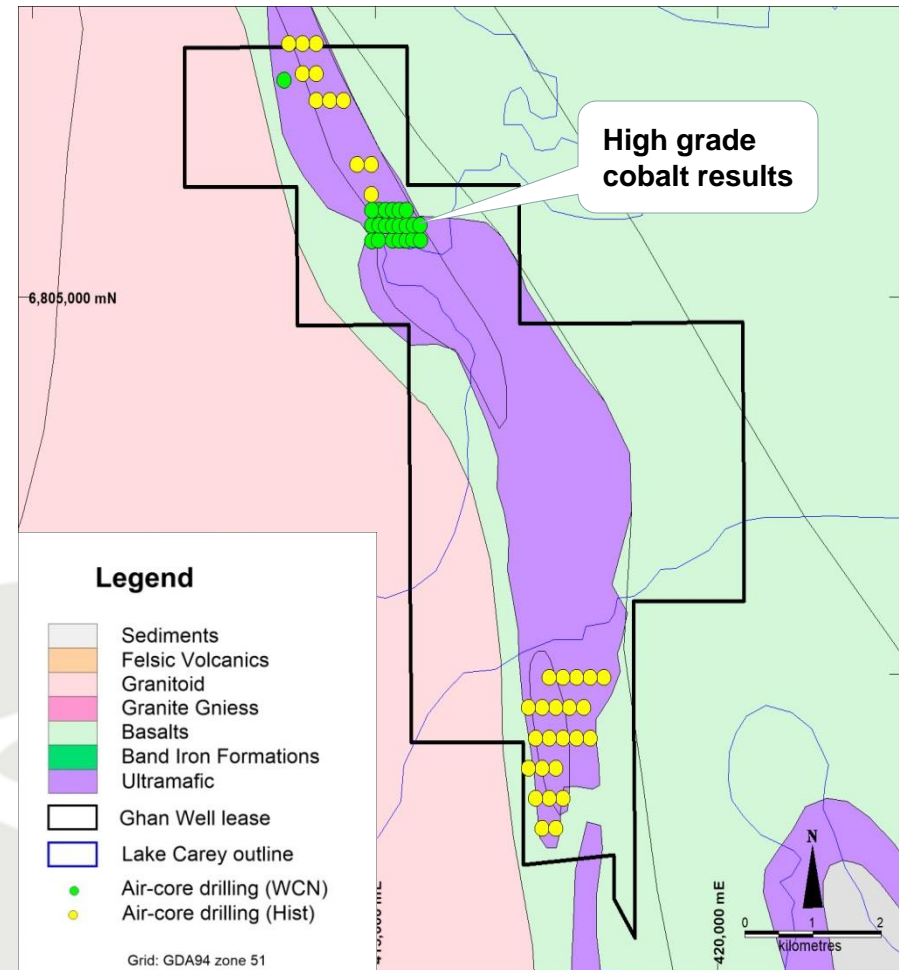 High grade
cobalt results
6,805,000 mN
Legend
Sediments
Felsic Volcanics
Granitoid
Granite Gniess
Basalts
Band Iron Formations
Ultramafic
Ghan Well lease
Lake Carey outline
Air-core drilling (WCN)
Air-core drilling (Hist)
Grid: GDA94 zone 51
mE
420,000 mE
N
0 1 2
kilometres